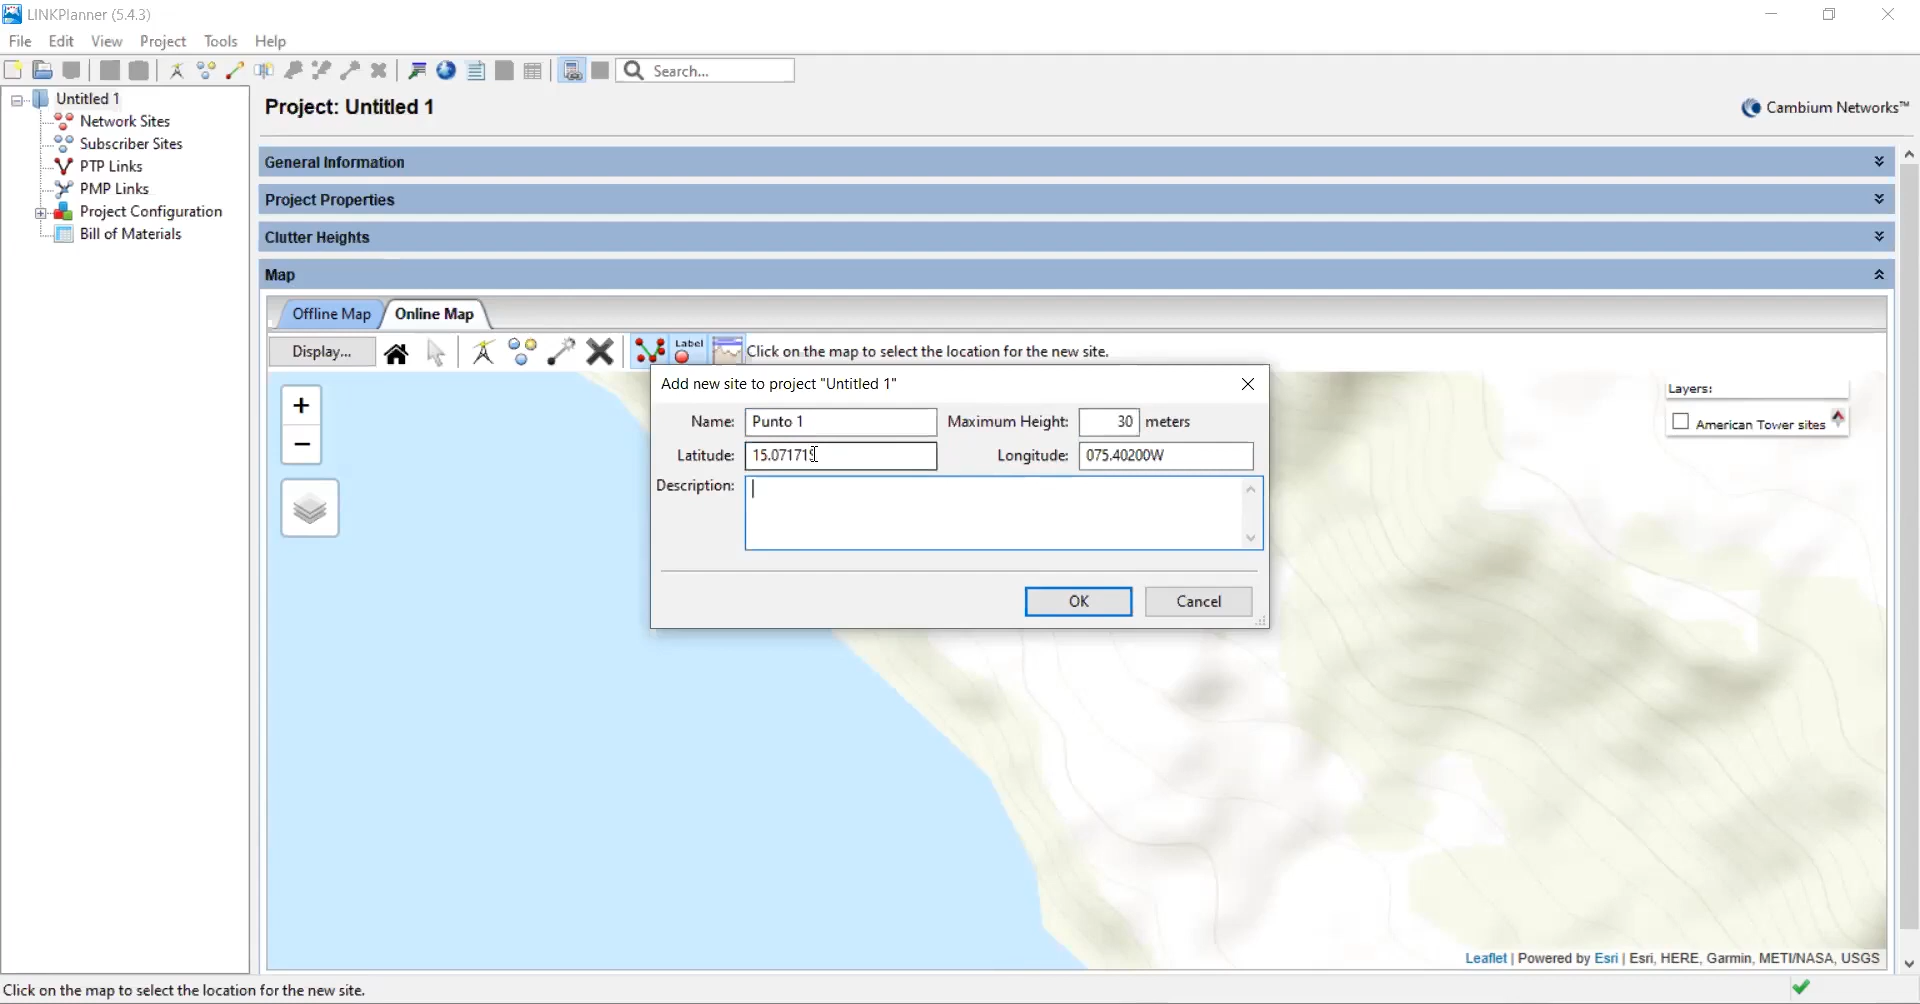 LINKPlanner (5.4.3)
File Edit View Project Tools Help
Search...
Untitled 1
Network Sites
Subscriber Sites
PTP Links
PMP Links
Project Configuration
Bill of Materials
Project: Untitled 1
Cambium Networks™
General Information
Project Properties
Clutter Heights
Map
Offline Map Online Map
Display... Label Click on the map to select the location for the new site.
Add new site to project "Untitled 1"
Name: Punto 1 Maximum Height: 30 meters
Latitude: 15.07171S Longitude: 075.40200W
Description:
OK Cancel
+
−
Layers:
American Tower sites
Leaflet | Powered by Esri | Esri, HERE, Garmin, METI/NASA, USGS
Click on the map to select the location for the new site.